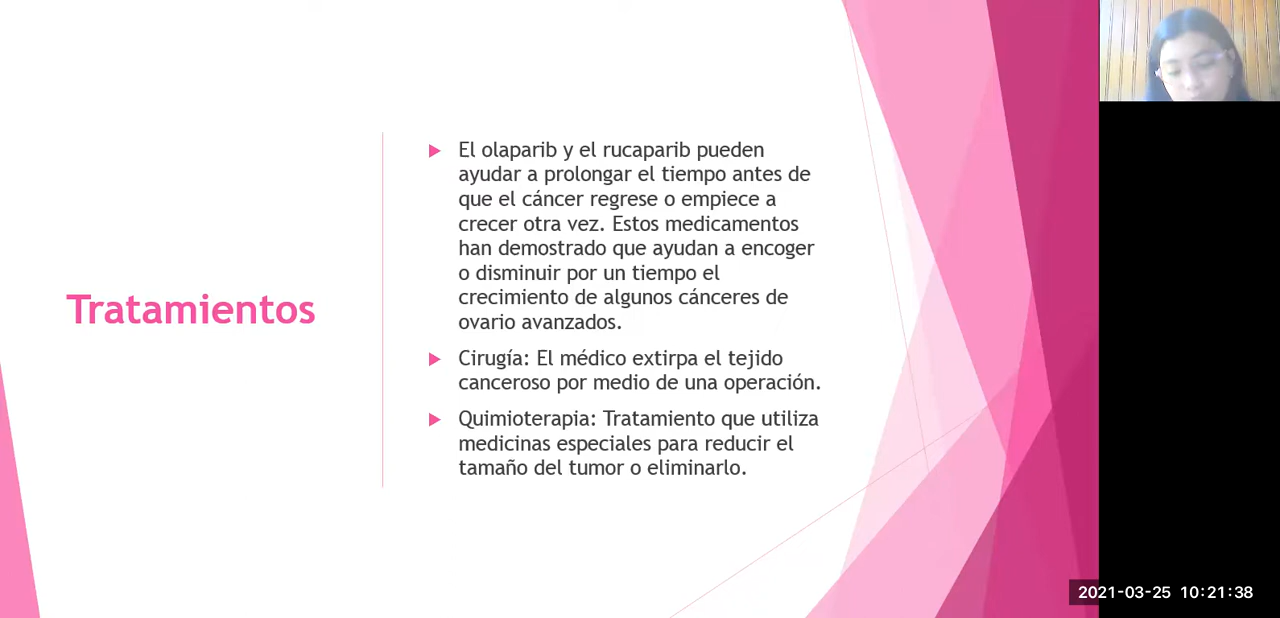 Tratamientos
El olaparib y el rucaparib pueden
ayudar a prolongar el tiempo antes de
que el cáncer regrese o empiece a
crecer otra vez. Estos medicamentos
han demostrado que ayudan a encoger
o disminuir por un tiempo el
crecimiento de algunos cánceres de
ovario avanzados.
Cirugía: El médico extirpa el tejido
canceroso por medio de una operación.
Quimioterapia: Tratamiento que utiliza
medicinas especiales para reducir el
tamaño del tumor o eliminarlo.
2021-03-25 10:21:38